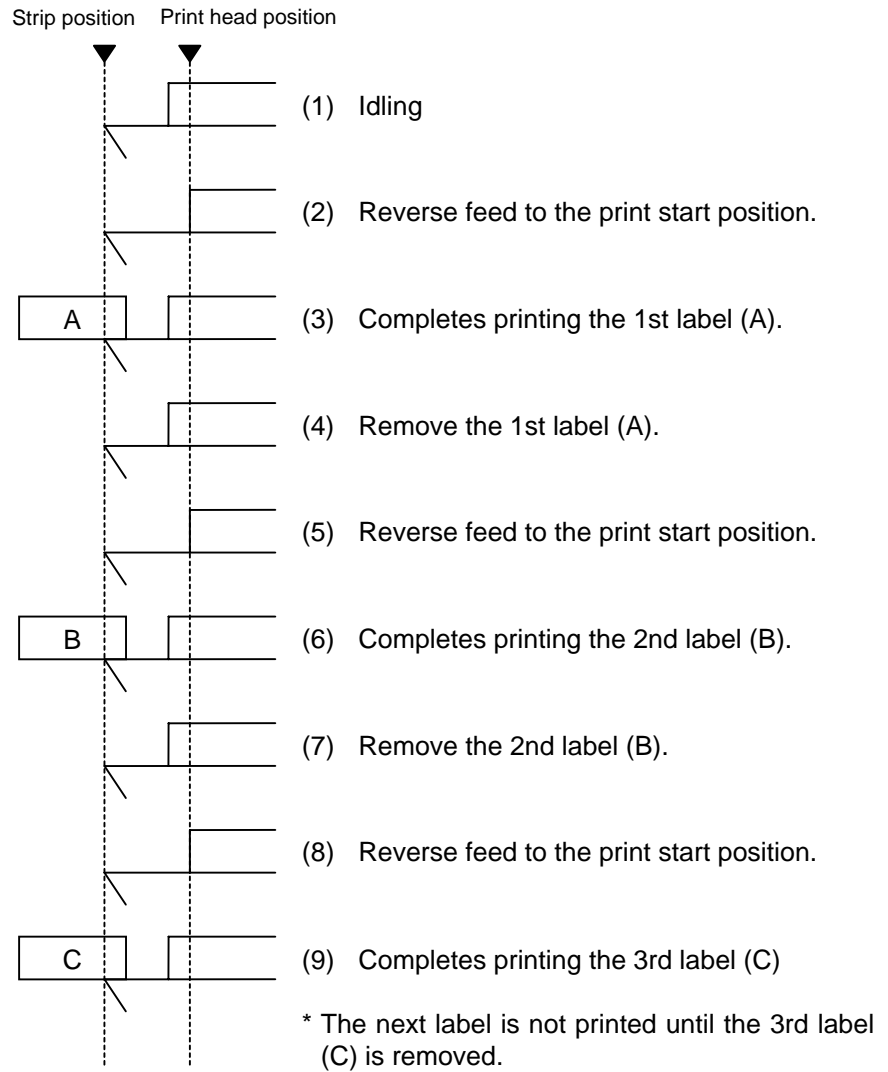 Strip position Print head position
(1) Idling
(2) Reverse feed to the print start position.
A
(3) Completes printing the 1st label (A).
(4) Remove the 1st label (A).
(5) Reverse feed to the print start position.
B
(6) Completes printing the 2nd label (B).
(7) Remove the 2nd label (B).
(8) Reverse feed to the print start position.
C
(9) Completes printing the 3rd label (C)
* The next label is not printed until the 3rd label
(C) is removed.